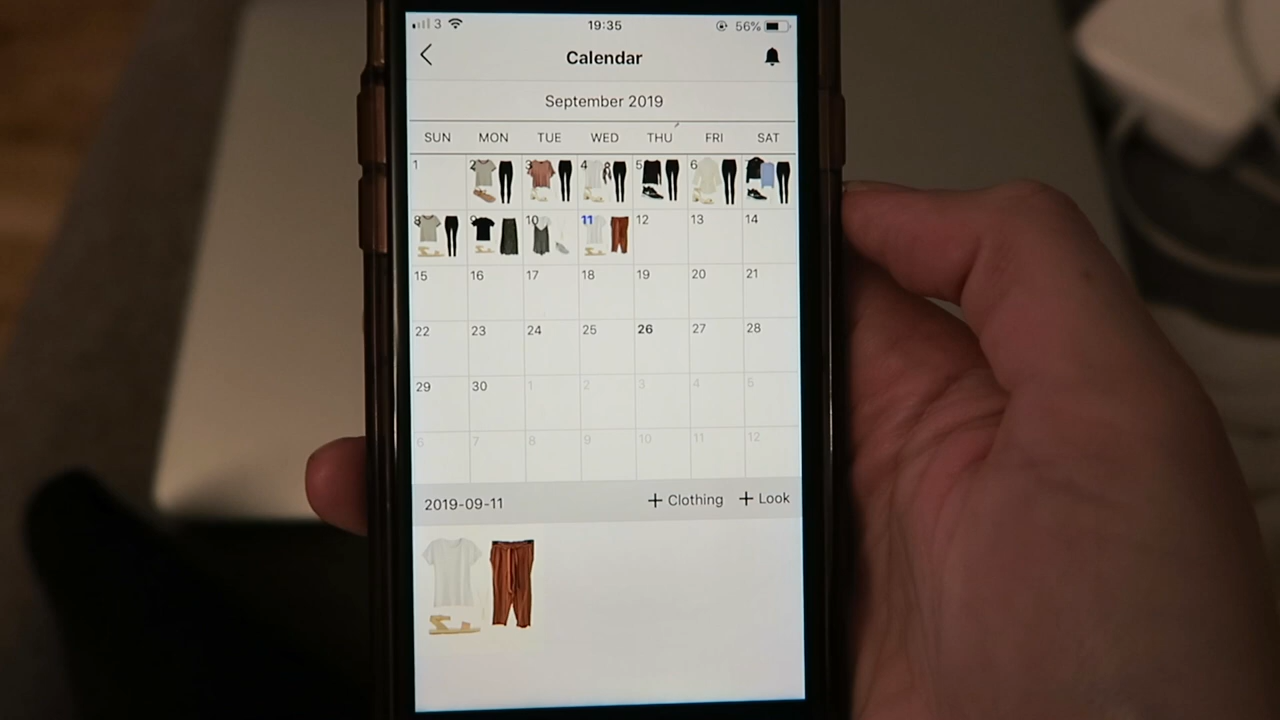 3 19:35 56%
Calendar
September 2019
SUN MON TUE WED THU FRI SAT
1 2 3 4 5 6
8 9 10 11 12 13 14
15 16 17 18 19 20 21
22 23 24 25 26 27 28
29 30 1 2 3 4 5
6 7 8 9 10 11 12
2019-09-11 + Clothing + Look